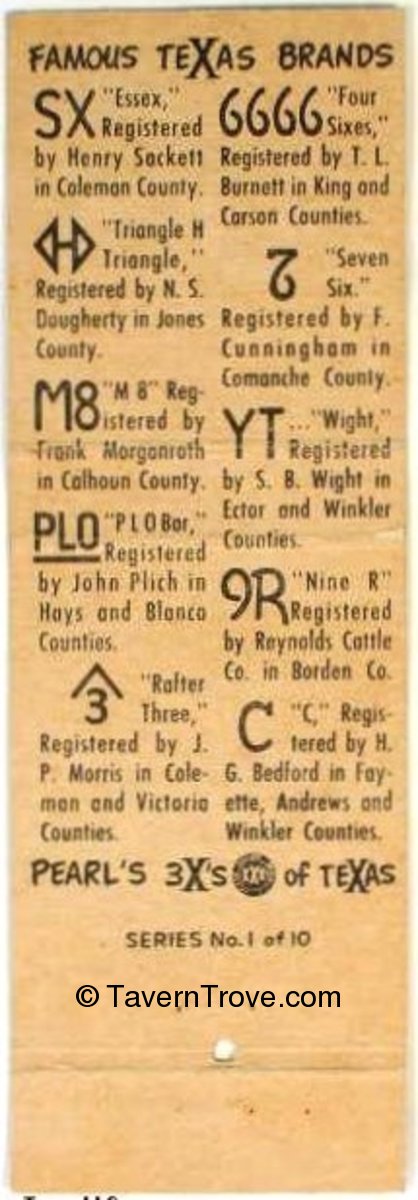 FAMOUS TEXAS BRANDS
SX "Essex,"
Registered
by Henry Sackett
in Coleman County.
"Triangle H
Triangle,"
Registered by N. S.
Dougherty in Jones
County.
M8 "M 8" Reg-
istered by
Frank Morganroth
in Calhoun County.
PLO "P L O Bar,"
Registered
by John Plich in
Hays and Blanco
Counties.
3 "Rafter
Three,"
Registered by J.
P. Morris in Cole-
man and Victoria
Counties.
6666 "Four
Sixes,"
Registered by T. L.
Burnett in King and
Carson Counties.
"Seven
Six."
Registered by F.
Cunningham in
Comanche County.
YT ... "Wight,"
Registered
by S. B. Wight in
Ector and Winkler
Counties.
9R "Nine R"
Registered
by Reynolds Cattle
Co. in Borden Co.
C "C," Regis-
tered by H.
G. Bedford in Fay-
ette, Andrews and
Winkler Counties.
PEARL'S 3X's XXX of TEXAS
SERIES No. 1 of 10
© TavernTrove.com